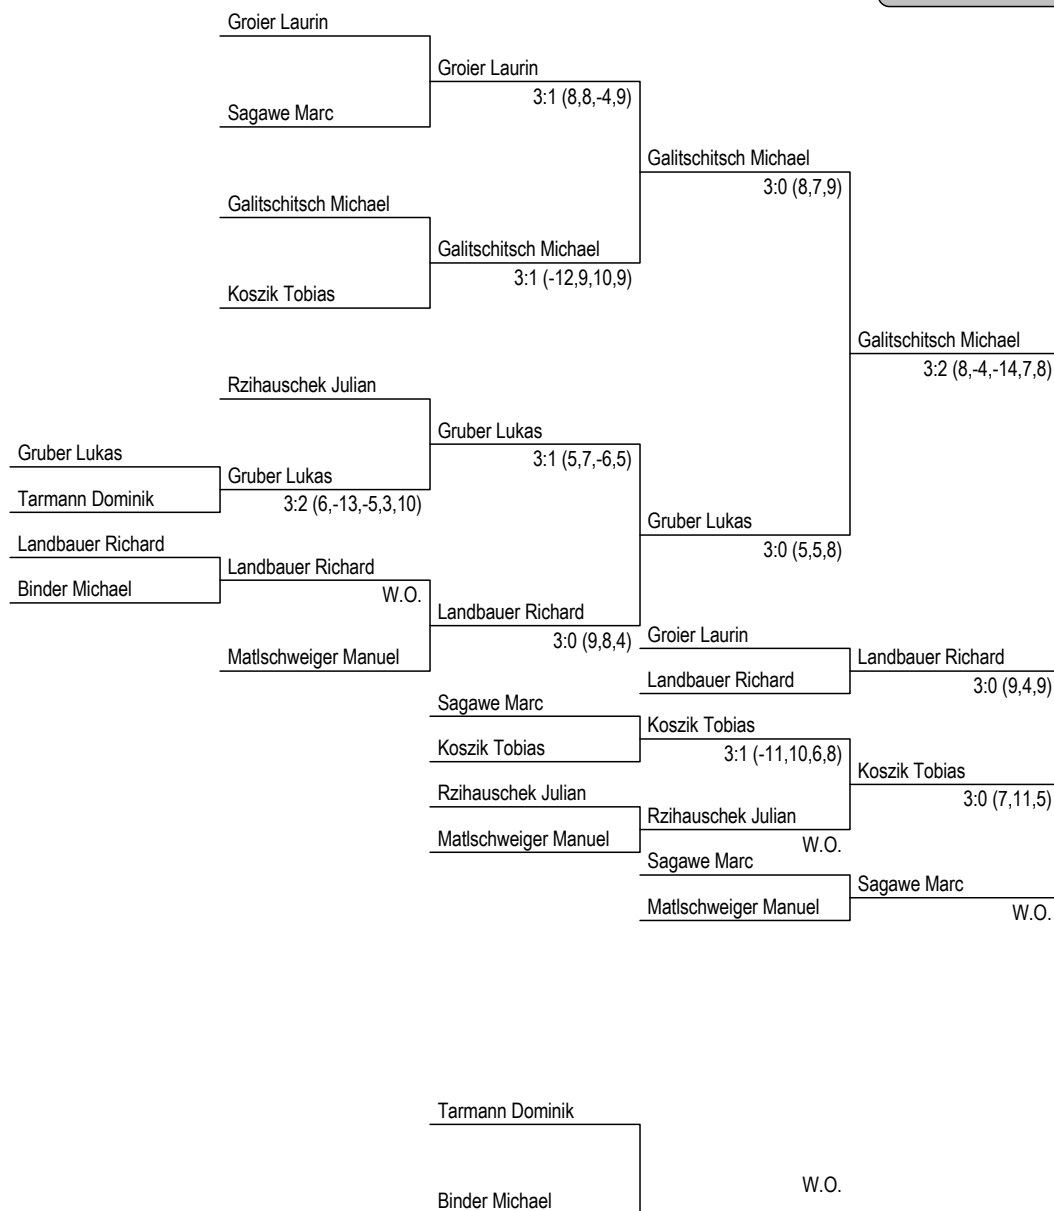 Groier Laurin
Groier Laurin
3:1 (8,8,-4,9)
Sagawe Marc
Galitschitsch Michael
3:0 (8,7,9)
Galitschitsch Michael
Galitschitsch Michael
3:1 (-12,9,10,9)
Koszik Tobias
Galitschitsch Michael
3:2 (8,-4,-14,7,8)
Rzihauschek Julian
Gruber Lukas
3:1 (5,7,-6,5)
Gruber Lukas
Gruber Lukas
3:2 (6,-13,-5,3,10)
Tarmann Dominik
Gruber Lukas
3:0 (5,5,8)
Landbauer Richard
Landbauer Richard
W.O.
Binder Michael
Landbauer Richard
3:0 (9,8,4)
Matlschweiger Manuel
Groier Laurin
Landbauer Richard
3:0 (9,4,9)
Landbauer Richard
Sagawe Marc
Koszik Tobias
3:1 (-11,10,6,8)
Koszik Tobias
Koszik Tobias
3:0 (7,11,5)
Rzihauschek Julian
Rzihauschek Julian
W.O.
Matlschweiger Manuel
Sagawe Marc
Sagawe Marc
W.O.
Matlschweiger Manuel
Tarmann Dominik
W.O.
Binder Michael